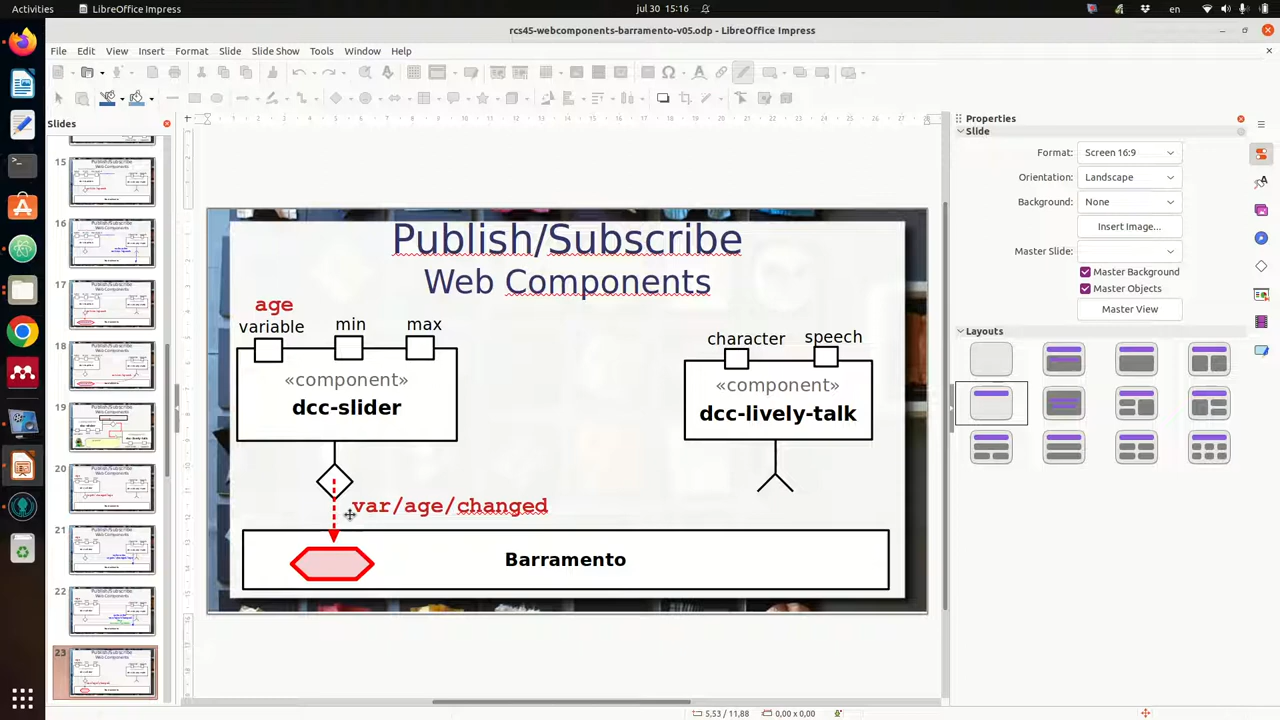 Activities
LibreOffice Impress
jul 30 15:16
en
rcs45-webcomponents-barramento-v05.odp - LibreOffice Impress
File Edit View Insert Format Slide Slide Show Tools Window Help
Slides
15
16
17
18
19
20
21
22
23
Publish/Subscribe
Web Components
age
variable
min
max
«component»
dcc-slider
character
speech
«component»
dcc-lively-talk
var/age/changed
Barramento
Properties
Slide
Format: Screen 16:9
Orientation: Landscape
Background: None
Insert Image...
Master Slide:
Master Background
Master Objects
Master View
Layouts
5,53 / 11,88
0,00 x 0,00